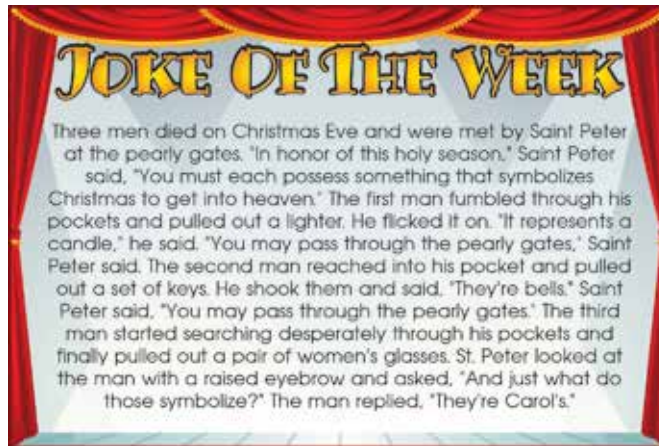 JOKE OF THE WEEK
Three men died on Christmas Eve and were met by Saint Peter
at the pearly gates. "In honor of this holy season," Saint Peter
said, "You must each possess something that symbolizes
Christmas to get into heaven." The first man fumbled through his
pockets and pulled out a lighter. He flicked it on. "It represents a
candle," he said. "You may pass through the pearly gates," Saint
Peter said. The second man reached into his pocket and pulled
out a set of keys. He shook them and said, "They're bells." Saint
Peter said, "You may pass through the pearly gates." The third
man started searching desperately through his pockets and
finally pulled out a pair of women's glasses. St. Peter looked at
the man with a raised eyebrow and asked, "And just what do
those symbolize?" The man replied, "They're Carol's."